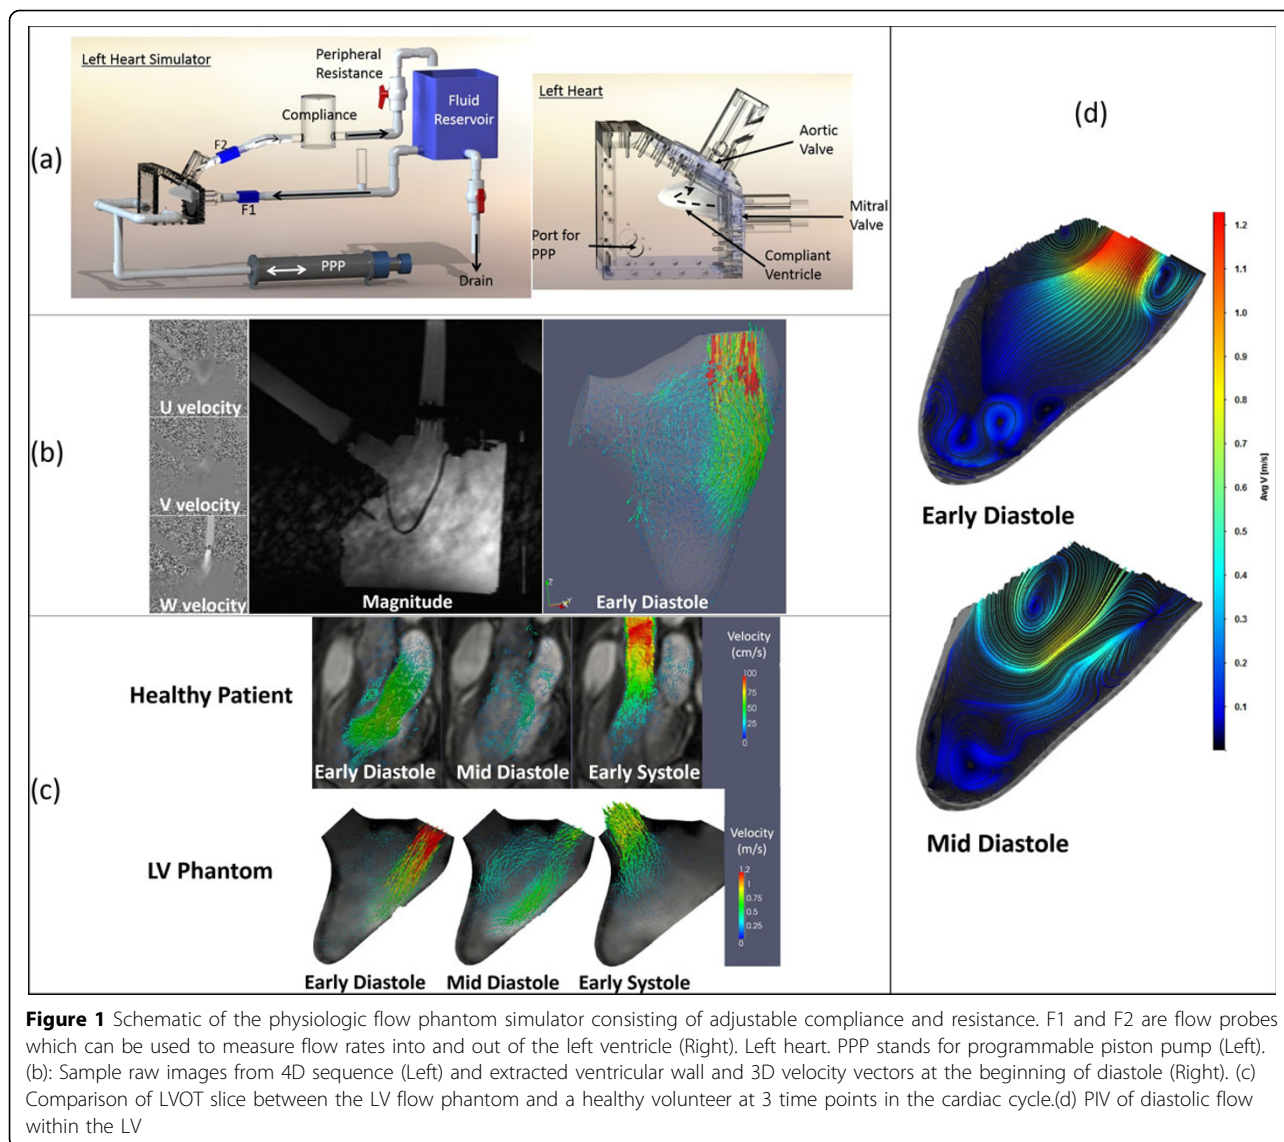 Left Heart Simulator
Peripheral
Resistance
Compliance
Fluid
Reservoir
F2
F1
PPP
Drain
(a)
Left Heart
Aortic
Valve
Mitral
Valve
Port for
PPP
Compliant
Ventricle
(b)
U velocity
V velocity
W velocity
Magnitude
Z
Y
X
Early Diastole
(c)
Healthy Patient
Early Diastole
Mid Diastole
Early Systole
Velocity
(cm/s)
100
75
50
25
0
LV Phantom
Early Diastole
Mid Diastole
Early Systole
Velocity
(m/s)
1.2
1
0.75
0.5
0.25
0
(d)
Early Diastole
Mid Diastole
1.2
1.1
1.0
0.9
0.8
0.7
0.6
0.5
0.4
0.3
0.2
0.1
Avg V [m/s]
Figure 1 Schematic of the physiologic flow phantom simulator consisting of adjustable compliance and resistance. F1 and F2 are flow probes
which can be used to measure flow rates into and out of the left ventricle (Right). Left heart. PPP stands for programmable piston pump (Left).
(b): Sample raw images from 4D sequence (Left) and extracted ventricular wall and 3D velocity vectors at the beginning of diastole (Right). (c)
Comparison of LVOT slice between the LV flow phantom and a healthy volunteer at 3 time points in the cardiac cycle.(d) PIV of diastolic flow
within the LV